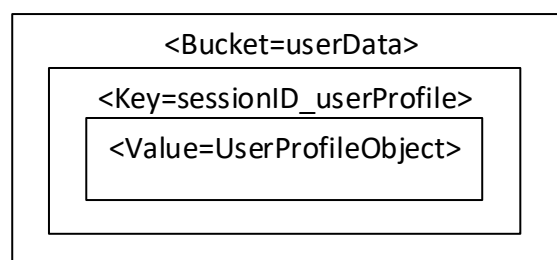 <Bucket=userData>
<Key=sessionID_userProfile>
<Value=UserProfileObject>